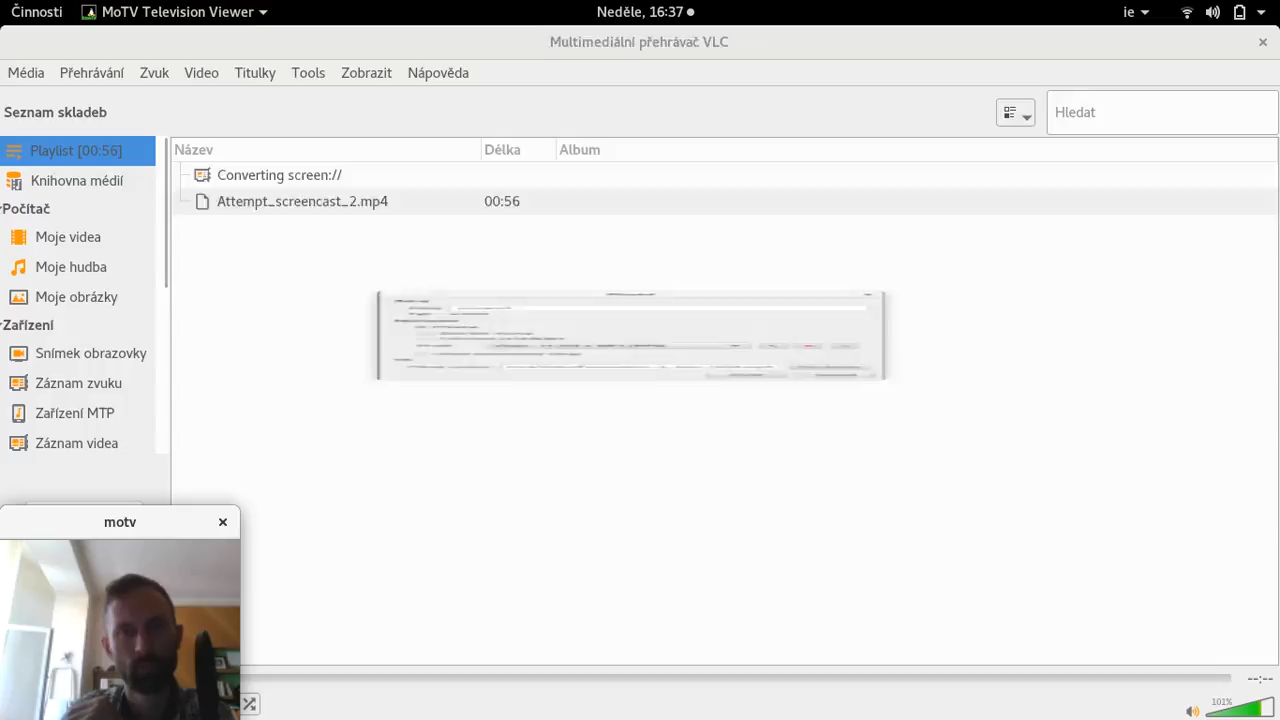 Činnosti MoTV Television Viewer Neděle, 16:37 ie
Multimediální přehrávač VLC
Média Přehrávání Zvuk Video Titulky Tools Zobrazit Nápověda
Seznam skladeb Hledat
Playlist [00:56] Název Délka Album
Converting screen://
Knihovna médií
Attempt_screencast_2.mp4 00:56
Počítač
Moje videa
Moje hudba
Moje obrázky
Zařízení
Snímek obrazovky
Záznam zvuku
Zařízení MTP
Záznam videa
motv
--:--
101%